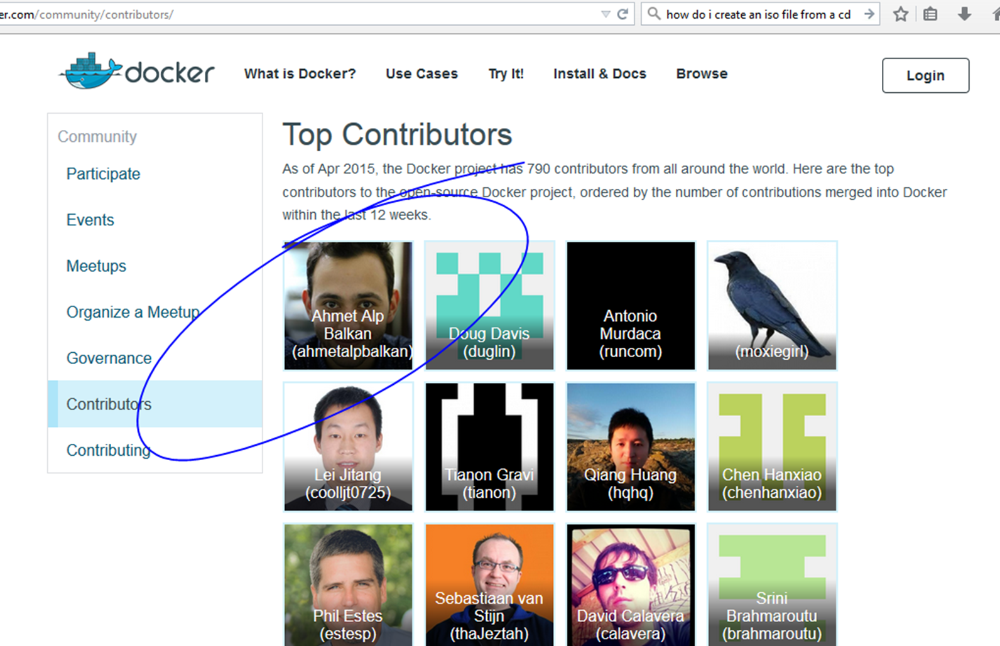 er.com/community/contributors/
how do i create an iso file from a cd
docker
What is Docker?
Use Cases
Try It!
Install & Docs
Browse
Login
Community
Participate
Events
Meetups
Organize a Meetup
Governance
Contributors
Contributing
Top Contributors
As of Apr 2015, the Docker project has 790 contributors from all around the world. Here are the top
contributors to the open-source Docker project, ordered by the number of contributions merged into Docker
within the last 12 weeks.
Ahmet Alp
Balkan
(ahmetalpbalkan)
Doug Davis
(duglin)
Antonio
Murdaca
(runcom)
(moxiegirl)
Lei Jitang
(coolljt0725)
Tianon Gravi
(tianon)
Qiang Huang
(hqhq)
Chen Hanxiao
(chenhanxiao)
Phil Estes
(estesp)
Sebastiaan van
Stijn
(thaJeztah)
David Calavera
(calavera)
Srini
Brahmaroutu
(brahmaroutu)